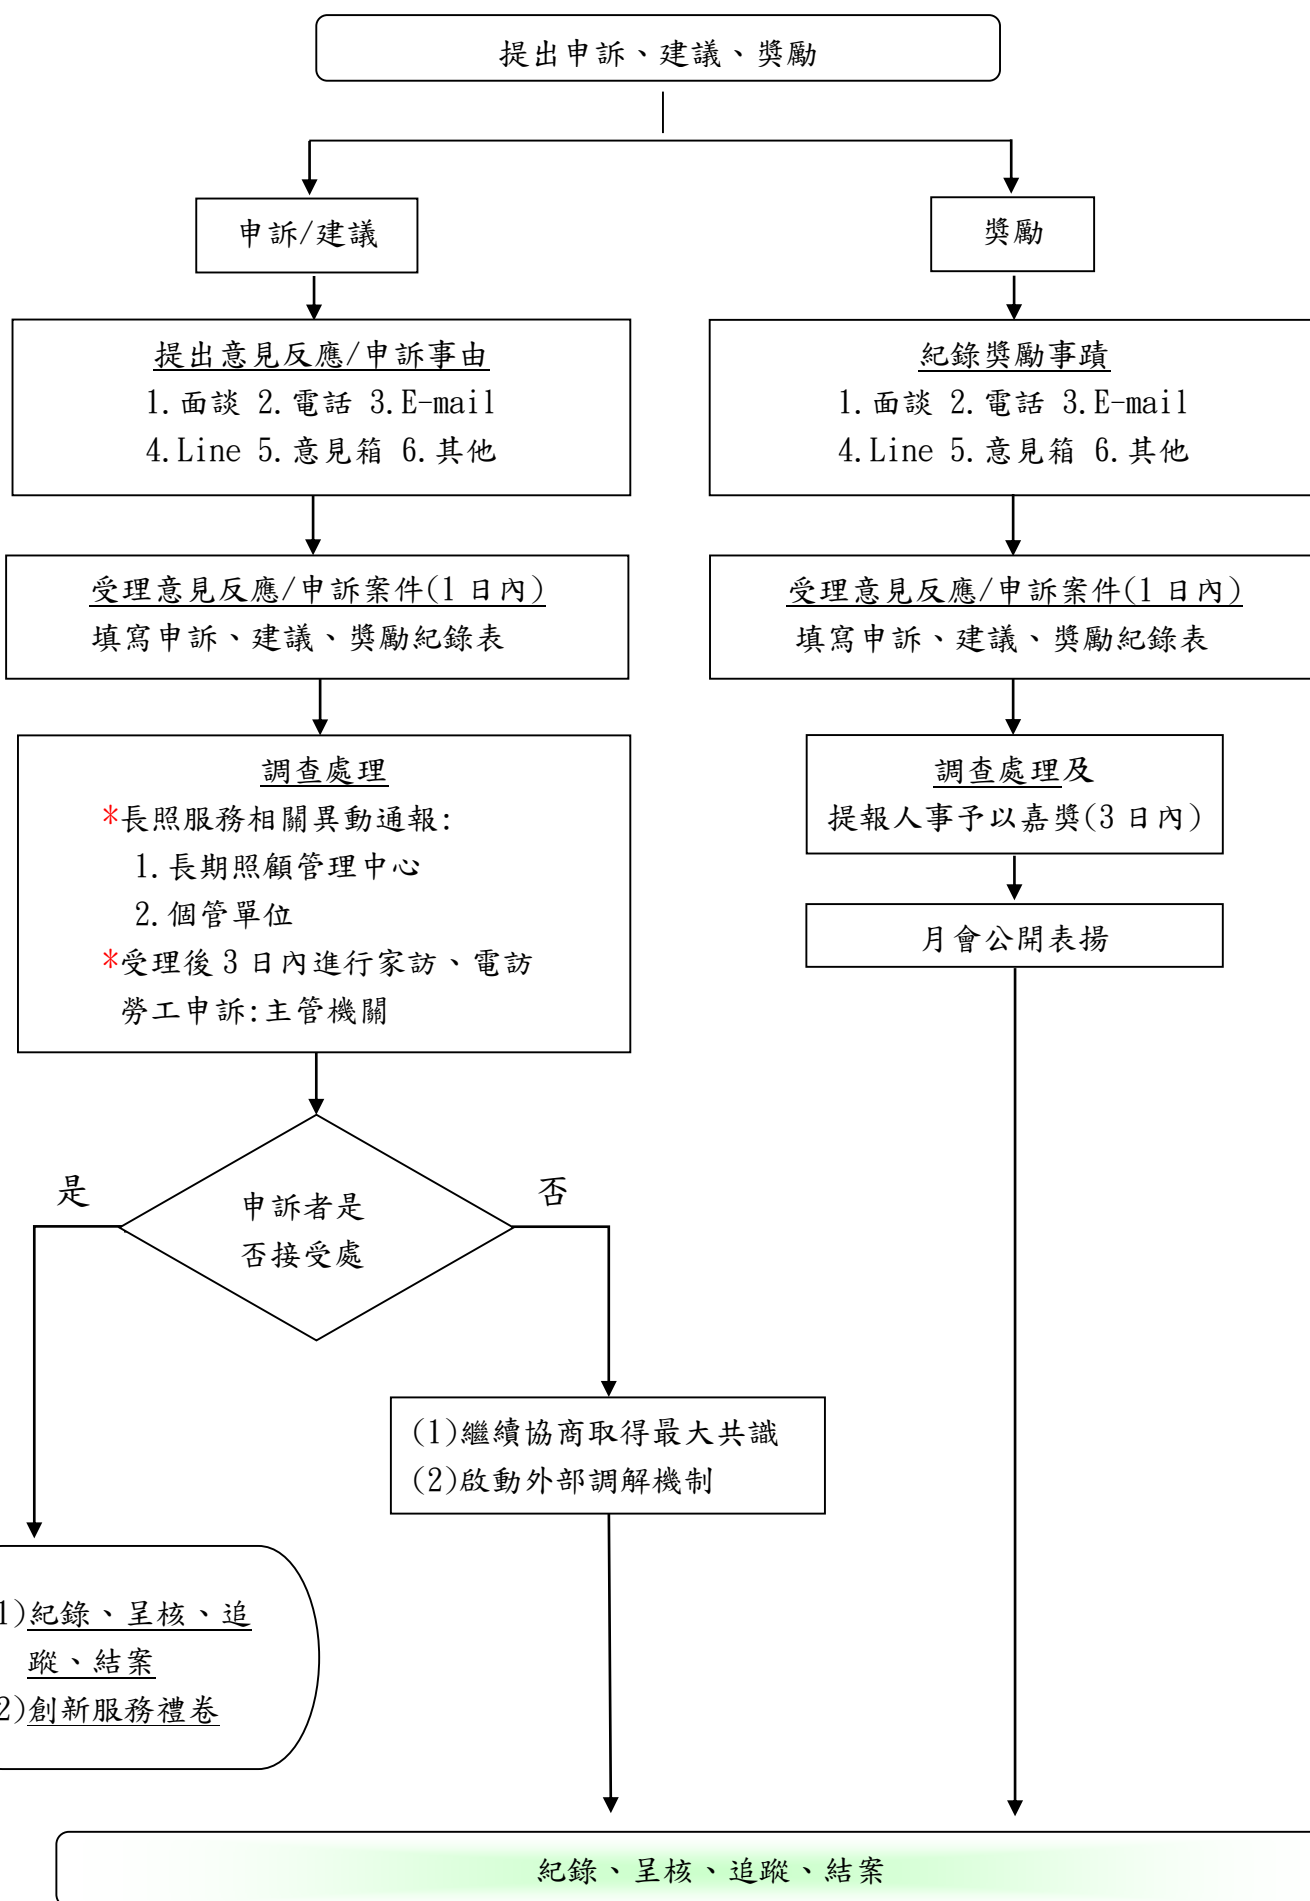 提出申訴、建議、獎勵
申訴/建議
獎勵
提出意見反應/申訴事由
1.面談 2.電話 3.E-mail
4.Line 5.意見箱 6.其他
紀錄獎勵事蹟
1.面談 2.電話 3.E-mail
4.Line 5.意見箱 6.其他
受理意見反應/申訴案件(1日內)
填寫申訴、建議、獎勵紀錄表
受理意見反應/申訴案件(1日內)
填寫申訴、建議、獎勵紀錄表
調查處理
*長照服務相關異動通報:
1.長期照顧管理中心
2.個管單位
*受理後3日內進行家訪、電訪
勞工申訴:主管機關
調查處理及
提報人事予以嘉獎(3日內)
月會公開表揚
是
否
申訴者是
否接受處
(1)繼續協商取得最大共識
(2)啟動外部調解機制
1)紀錄、呈核、追
蹤、結案
2)創新服務禮卷
紀錄、呈核、追蹤、結案